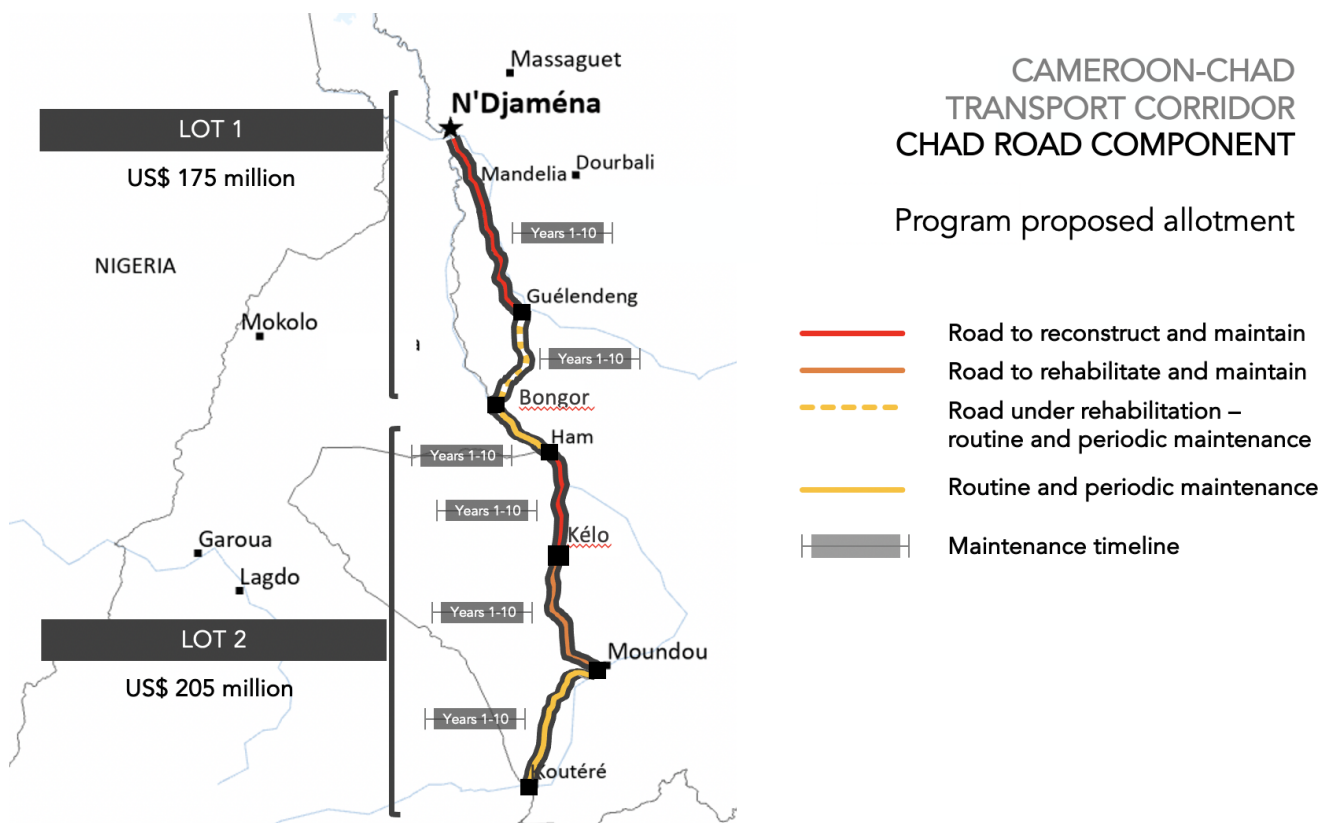 CAMEROON-CHAD
TRANSPORT CORRIDOR
CHAD ROAD COMPONENT
Program proposed allotment
Road to reconstruct and maintain
Road to rehabilitate and maintain
Road under rehabilitation –
routine and periodic maintenance
Routine and periodic maintenance
Maintenance timeline
LOT 1
US$ 175 million
LOT 2
US$ 205 million
Massaguet
N'Djaména
Dourbali
Mandelia
Years 1-10
NIGERIA
Guélendeng
Mokolo
Years 1-10
Bongor
Ham
Years 1-10
Years 1-10
Kélo
Garoua
Lagdo
Years 1-10
Moundou
Years 1-10
Koutéré